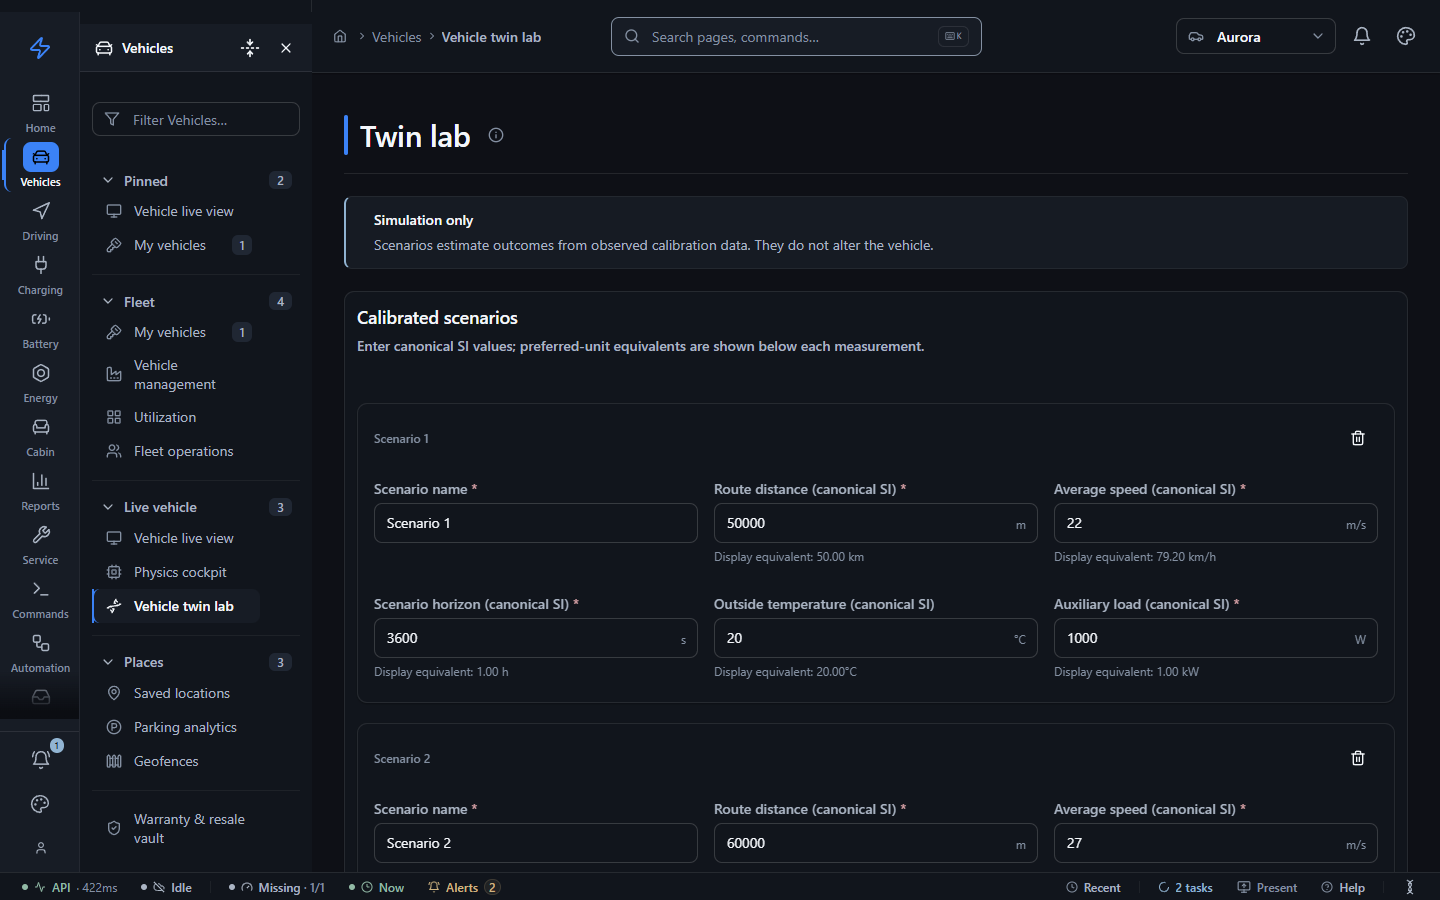 Home
Vehicles
Driving
Charging
Battery
Energy
Cabin
Reports
Service
Commands
Automation
1
Vehicles
Filter Vehicles...
Pinned 2
Vehicle live view
My vehicles 1
Fleet 4
My vehicles 1
Vehicle
management
Utilization
Fleet operations
Live vehicle 3
Vehicle live view
Physics cockpit
Vehicle twin lab
Places 3
Saved locations
Parking analytics
Geofences
Warranty & resale
vault
Vehicles Vehicle twin lab
Search pages, commands... K
Aurora
Twin lab
Simulation only
Scenarios estimate outcomes from observed calibration data. They do not alter the vehicle.
Calibrated scenarios
Enter canonical SI values; preferred-unit equivalents are shown below each measurement.
Scenario 1
Scenario name * Route distance (canonical SI) * Average speed (canonical SI) *
Scenario 1 50000 m 22 m/s
Display equivalent: 50.00 km Display equivalent: 79.20 km/h
Scenario horizon (canonical SI) * Outside temperature (canonical SI) Auxiliary load (canonical SI) *
3600 s 20 °C 1000 W
Display equivalent: 1.00 h Display equivalent: 20.00°C Display equivalent: 1.00 kW
Scenario 2
Scenario name * Route distance (canonical SI) * Average speed (canonical SI) *
Scenario 2 60000 m 27 m/s
API · 422ms Idle Missing · 1/1 Now Alerts 2 Recent 2 tasks Present Help